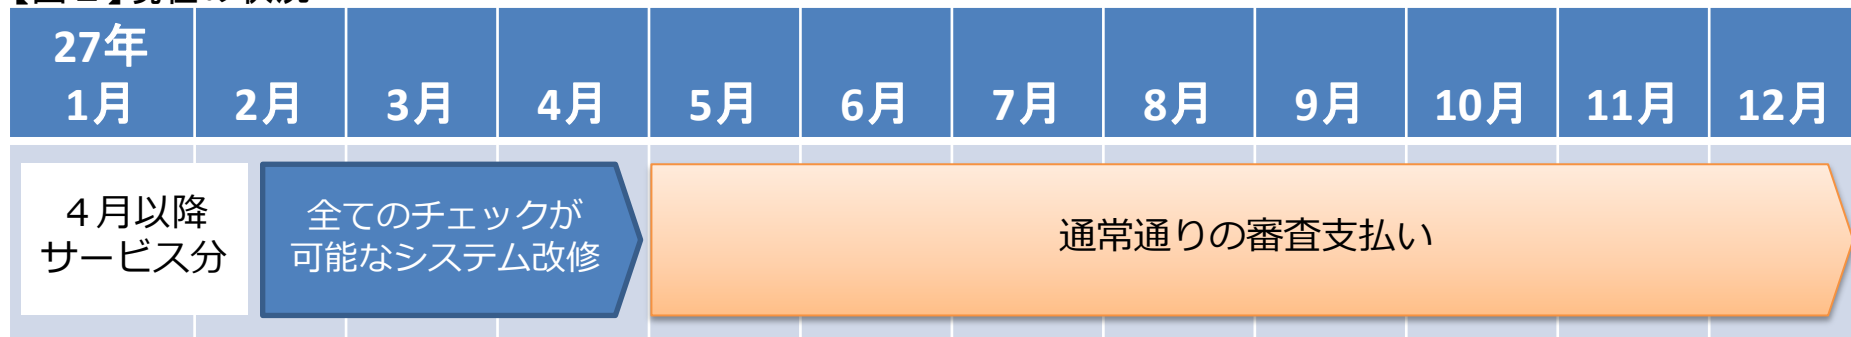 27年
1月 2月 3月 4月 5月 6月 7月 8月 9月 10月 11月 12月
４月以降
サービス分
全てのチェックが
可能なシステム改修
通常通りの審査支払い